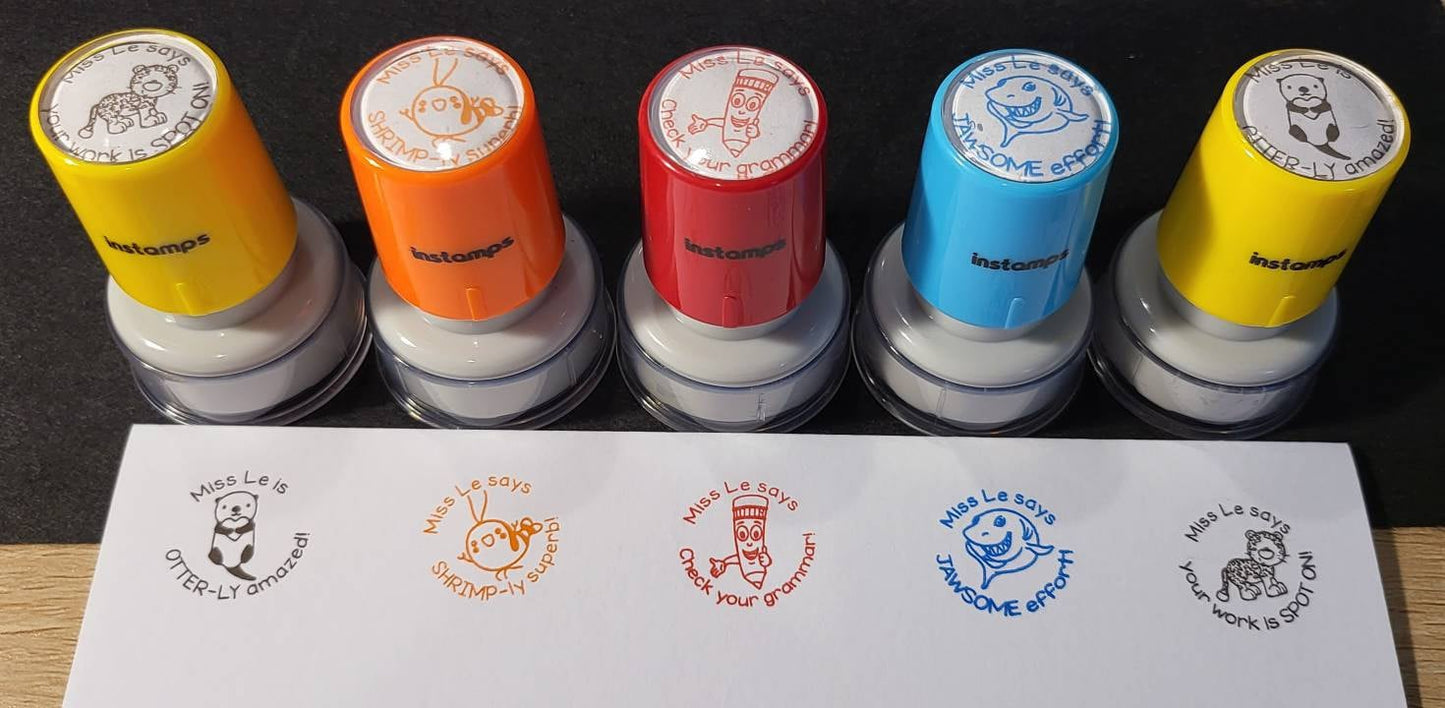 Miss Le says
your work is SPOT ON!
Miss Le says
SHRIMP-ly superb!
Miss Le says
Check your grammar!
Miss Le says
JAWSOME effort!
Miss Le is
OTTER-LY amazed!
instamps
instamps
instamps
instamps
instamps
Miss Le is
OTTER-LY amazed!
Miss Le says
SHRIMP-ly superb!
Miss Le says
Check your grammar!
Miss Le says
JAWSOME effort!
Miss Le says
your work is SPOT ON!